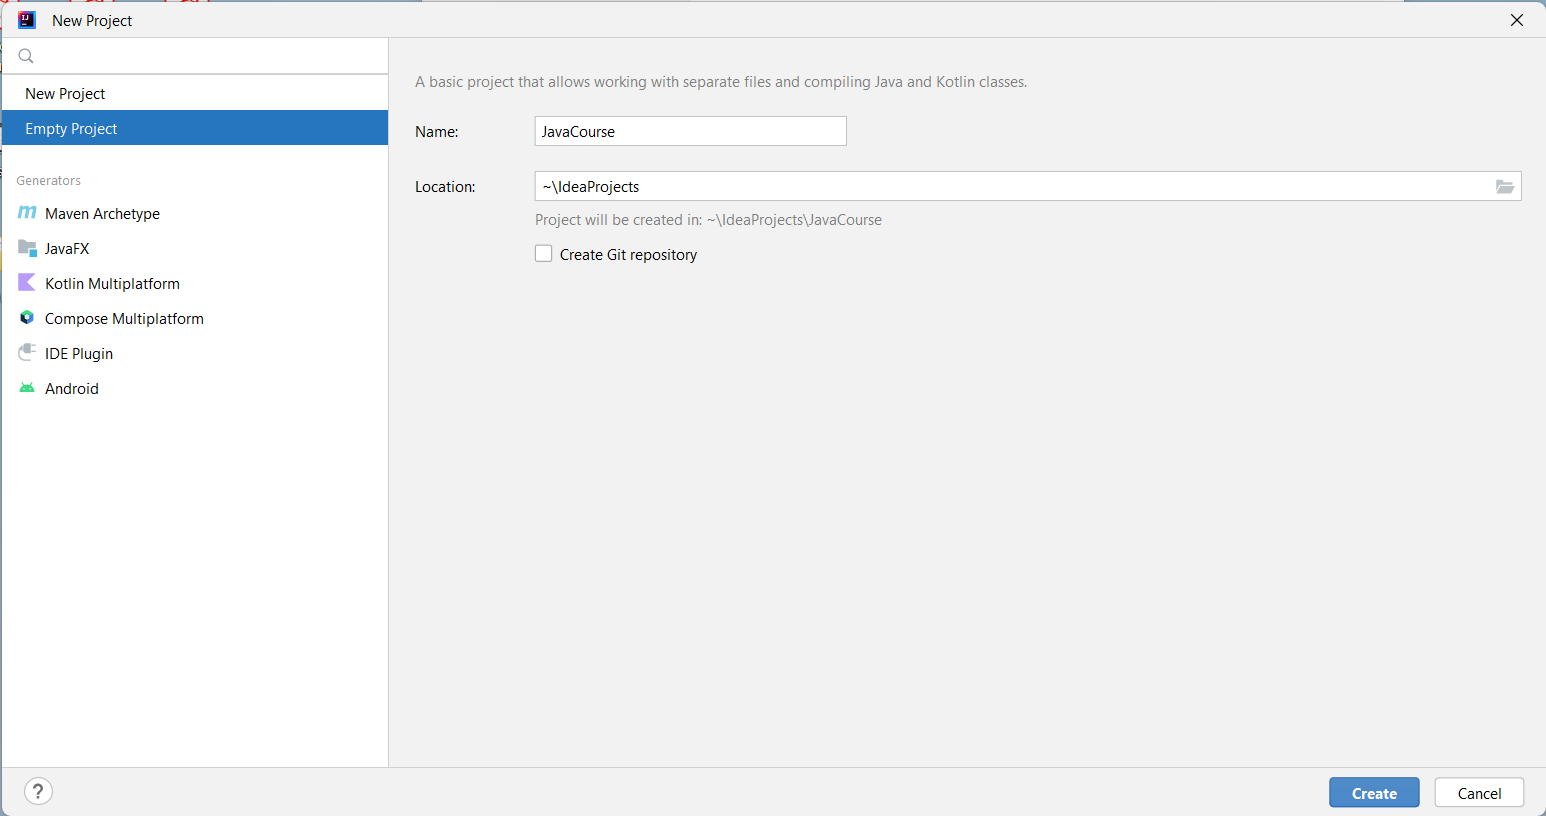 New Project
New Project
Empty Project
Generators
Maven Archetype
JavaFX
Kotlin Multiplatform
Compose Multiplatform
IDE Plugin
Android
A basic project that allows working with separate files and compiling Java and Kotlin classes.
Name: JavaCourse
Location: ~\IdeaProjects
Project will be created in: ~\IdeaProjects\JavaCourse
Create Git repository
? Create Cancel